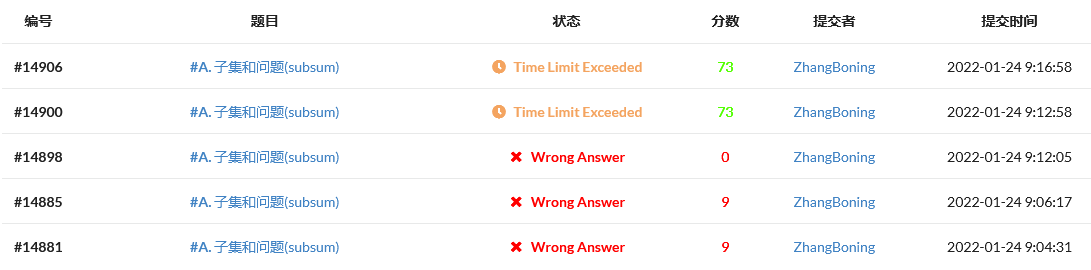 编号 题目 状态 分数 提交者 提交时间
#14906 #A. 子集和问题(subsum) Time Limit Exceeded 73 ZhangBoning 2022-01-24 9:16:58
#14900 #A. 子集和问题(subsum) Time Limit Exceeded 73 ZhangBoning 2022-01-24 9:12:58
#14898 #A. 子集和问题(subsum) Wrong Answer 0 ZhangBoning 2022-01-24 9:12:05
#14885 #A. 子集和问题(subsum) Wrong Answer 9 ZhangBoning 2022-01-24 9:06:17
#14881 #A. 子集和问题(subsum) Wrong Answer 9 ZhangBoning 2022-01-24 9:04:31